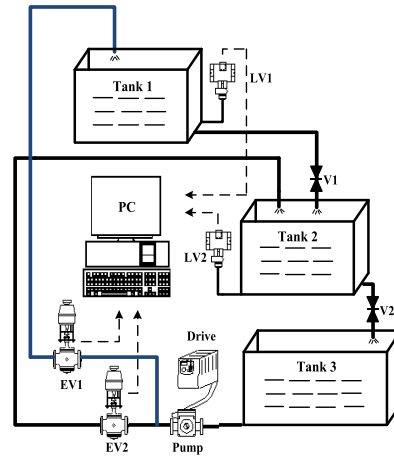 Tank 1
LV1
V1
PC
Tank 2
LV2
V2
Drive
Tank 3
EV1
EV2
Pump